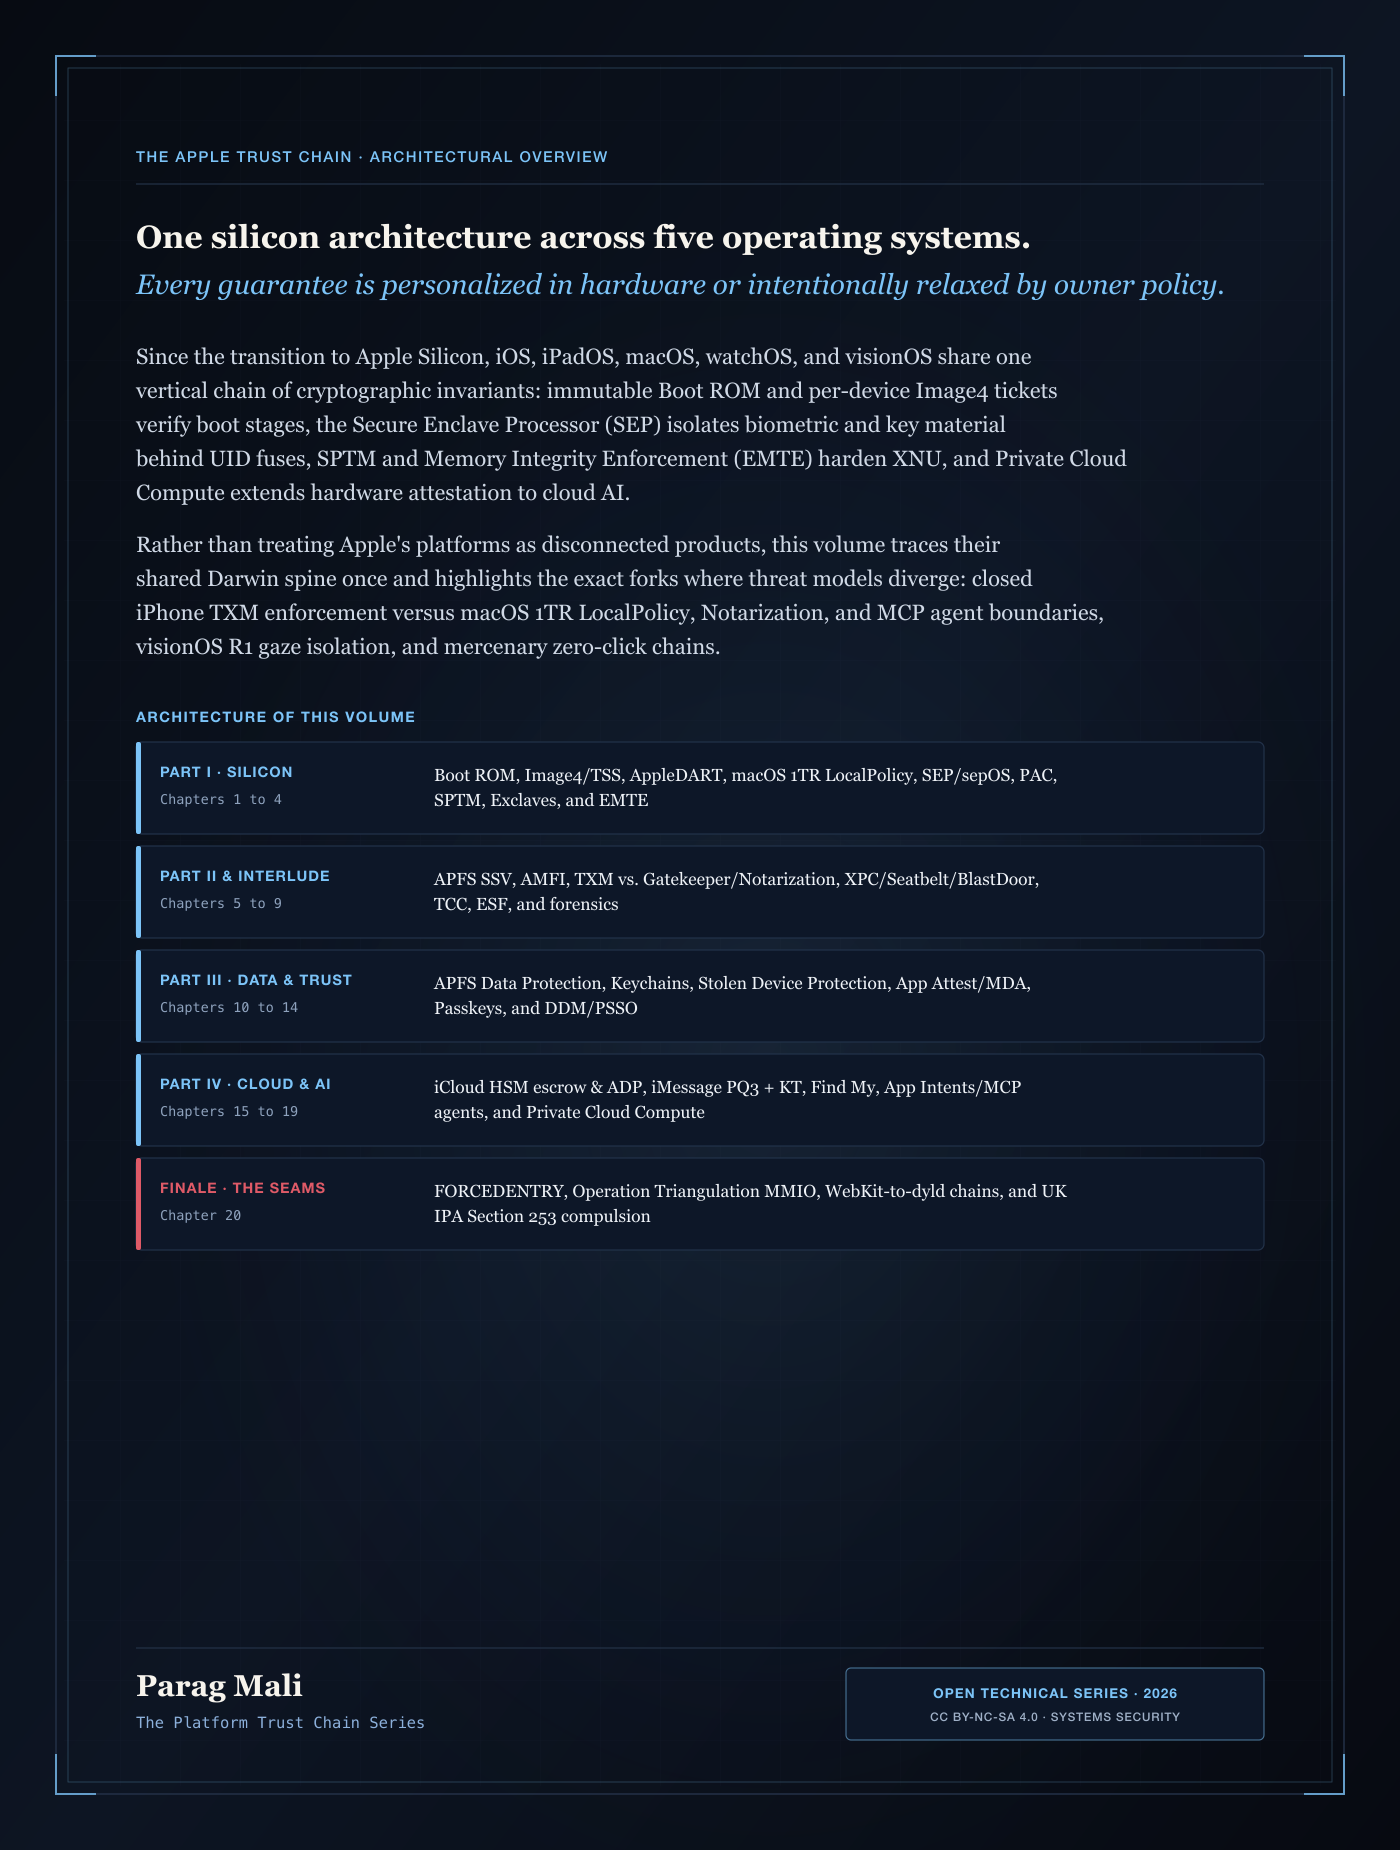 THE APPLE TRUST CHAIN · ARCHITECTURAL OVERVIEW
One silicon architecture across five operating systems.
Every guarantee is personalized in hardware or intentionally relaxed by owner policy.
Since the transition to Apple Silicon, iOS, iPadOS, macOS, watchOS, and visionOS share one
vertical chain of cryptographic invariants: immutable Boot ROM and per-device Image4 tickets
verify boot stages, the Secure Enclave Processor (SEP) isolates biometric and key material
behind UID fuses, SPTM and Memory Integrity Enforcement (EMTE) harden XNU, and Private Cloud
Compute extends hardware attestation to cloud AI.
Rather than treating Apple's platforms as disconnected products, this volume traces their
shared Darwin spine once and highlights the exact forks where threat models diverge: closed
iPhone TXM enforcement versus macOS 1TR LocalPolicy, Notarization, and MCP agent boundaries,
visionOS R1 gaze isolation, and mercenary zero-click chains.
ARCHITECTURE OF THIS VOLUME
PART I · SILICON
Chapters 1 to 4
Boot ROM, Image4/TSS, AppleDART, macOS 1TR LocalPolicy, SEP/sepOS, PAC,
SPTM, Exclaves, and EMTE
PART II & INTERLUDE
Chapters 5 to 9
APFS SSV, AMFI, TXM vs. Gatekeeper/Notarization, XPC/Seatbelt/BlastDoor,
TCC, ESF, and forensics
PART III · DATA & TRUST
Chapters 10 to 14
APFS Data Protection, Keychains, Stolen Device Protection, App Attest/MDA,
Passkeys, and DDM/PSSO
PART IV · CLOUD & AI
Chapters 15 to 19
iCloud HSM escrow & ADP, iMessage PQ3 + KT, Find My, App Intents/MCP
agents, and Private Cloud Compute
FINALE · THE SEAMS
Chapter 20
FORCEDENTRY, Operation Triangulation MMIO, WebKit-to-dyld chains, and UK
IPA Section 253 compulsion
Parag Mali
The Platform Trust Chain Series
OPEN TECHNICAL SERIES · 2026
CC BY-NC-SA 4.0 · SYSTEMS SECURITY